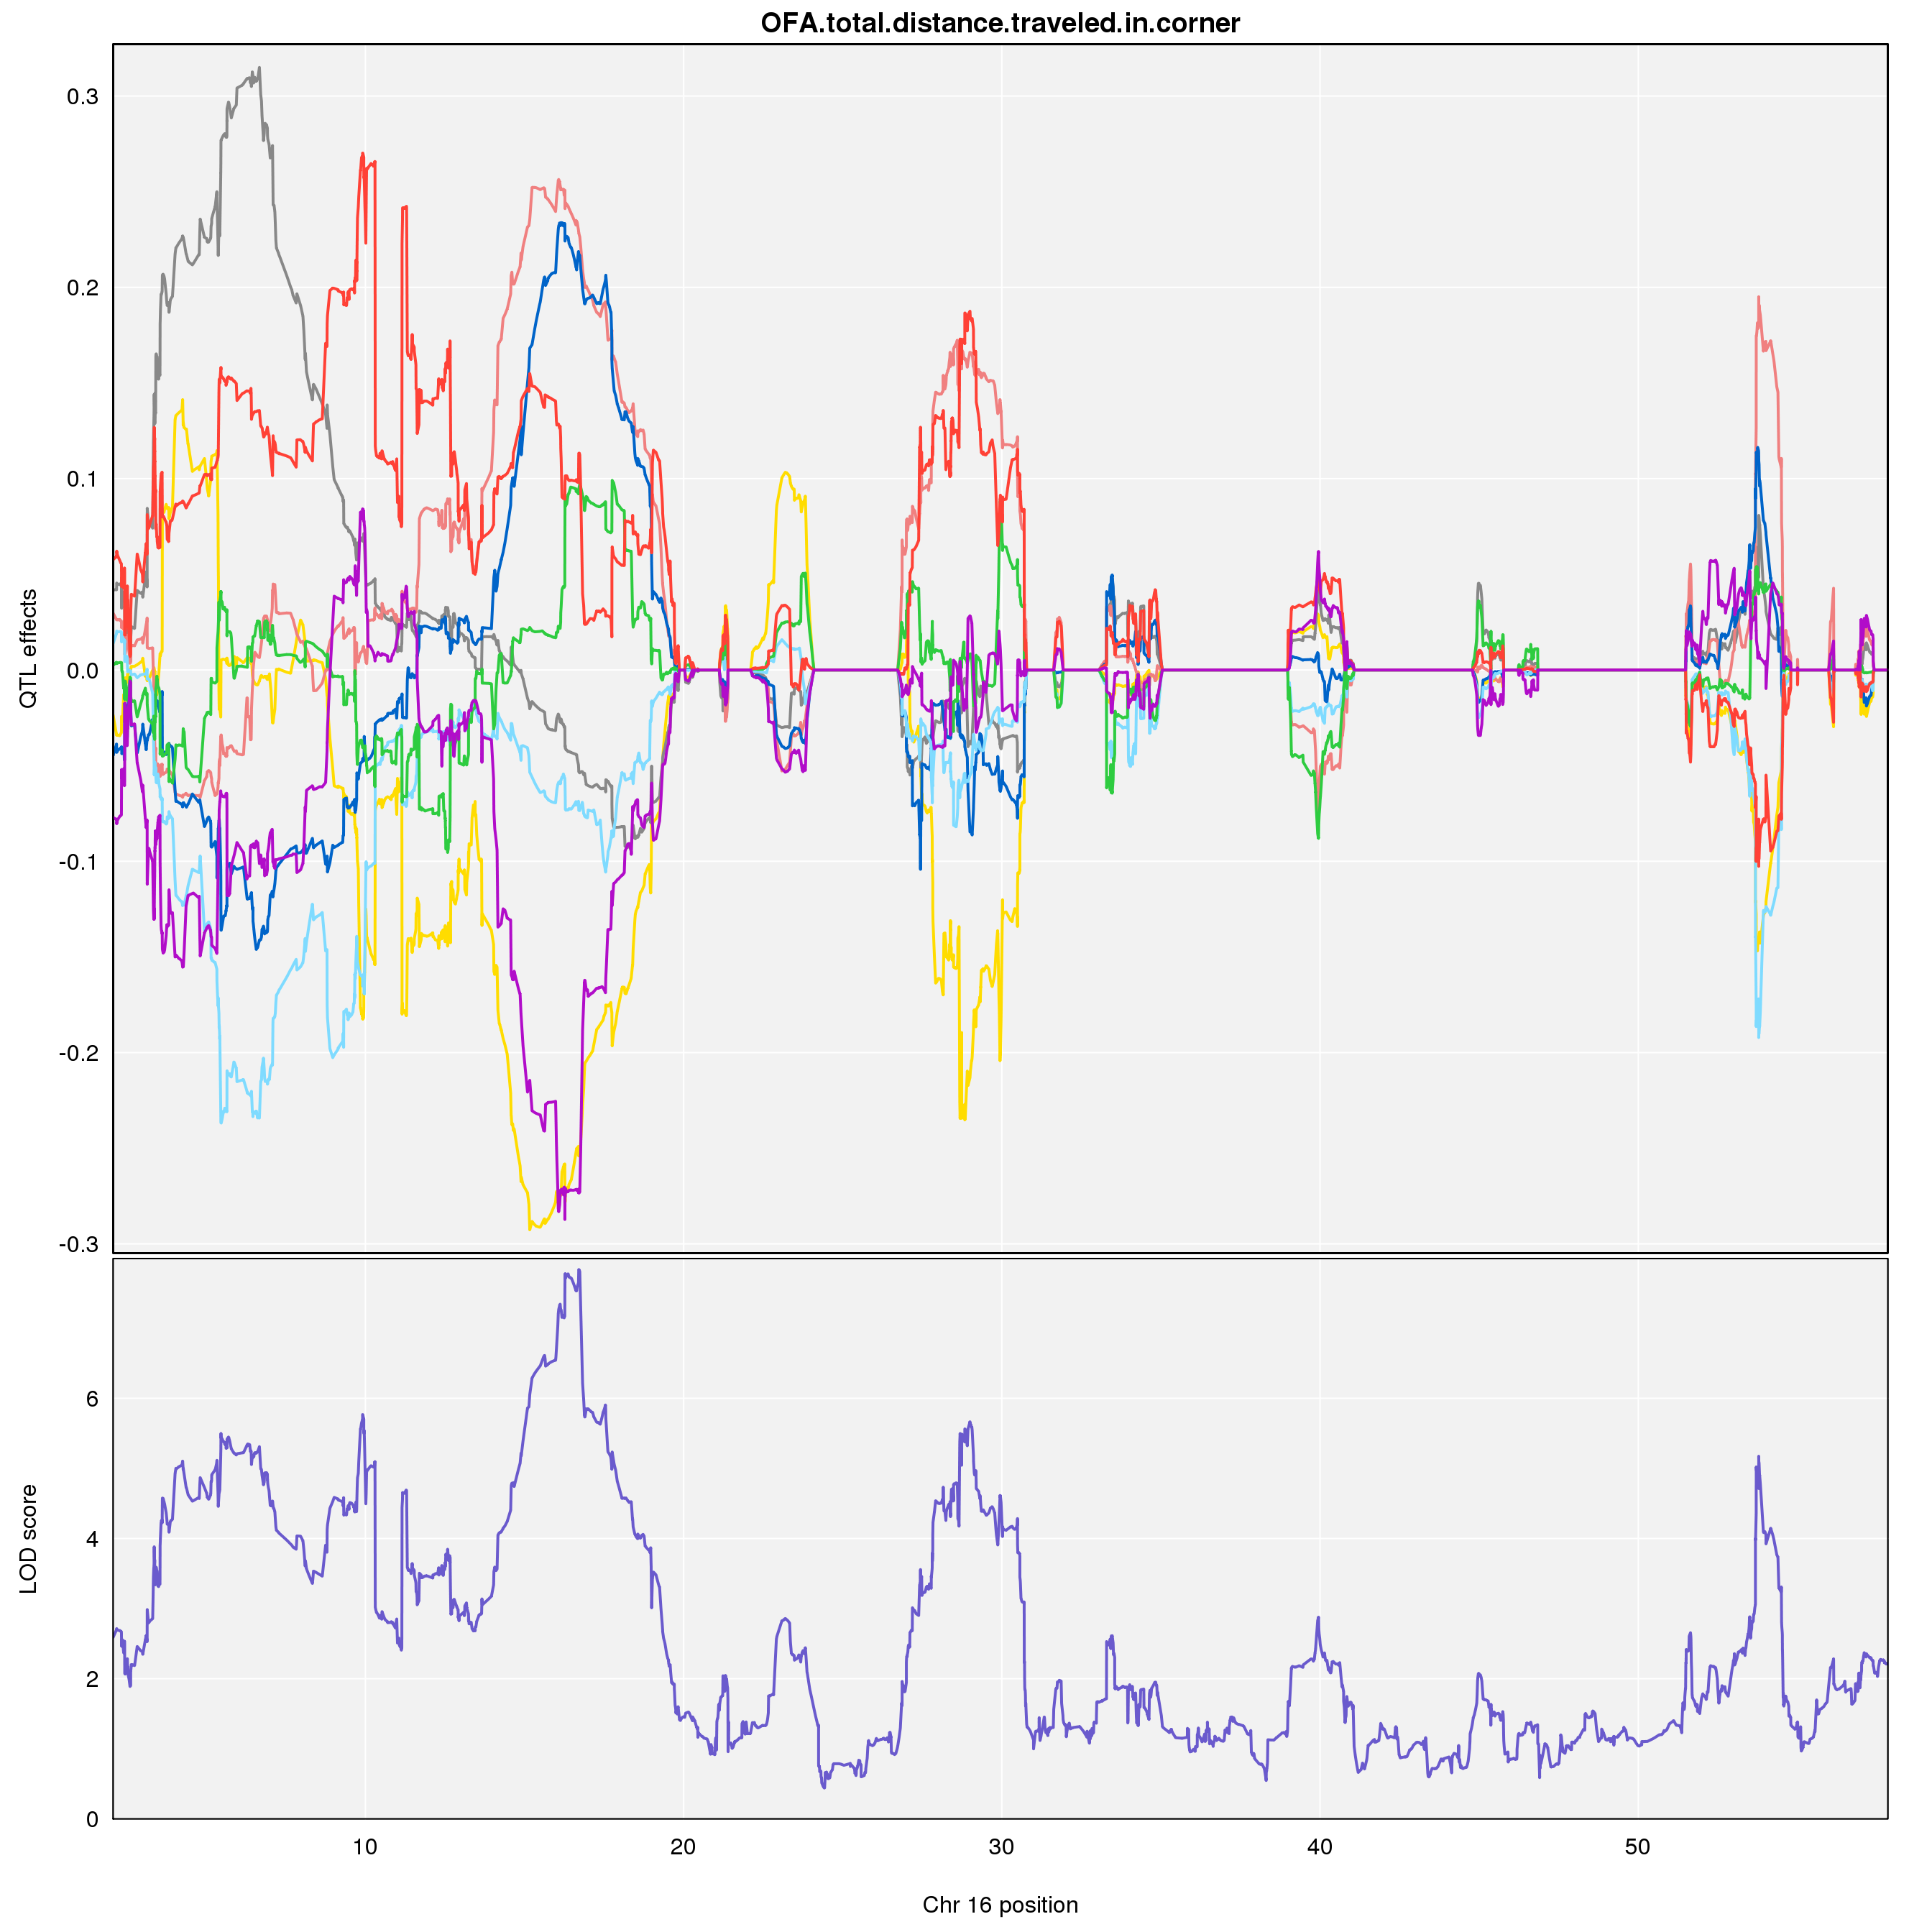 OFA.total.distance.traveled.in.corner
0.3
0.2
0.1
0.0
-0.1
-0.2
-0.3
QTL effects
6
4
2
0
LOD score
10 20 30 40 50
Chr 16 position